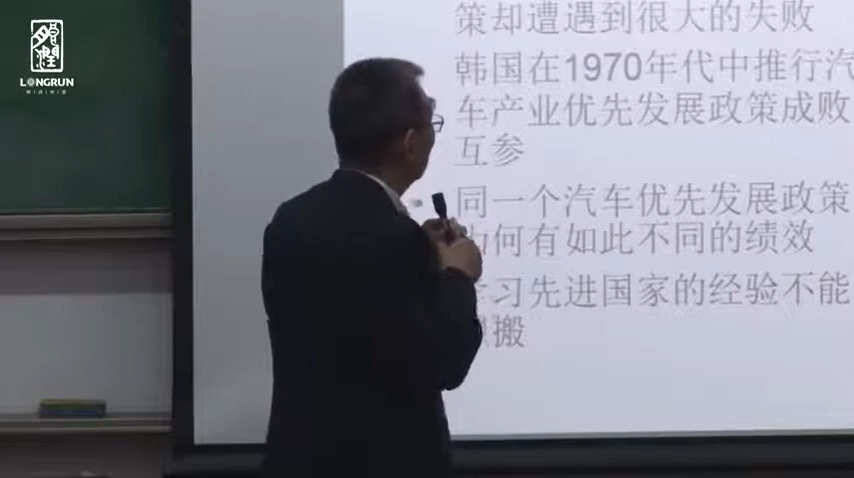 朗润
LONGRUN
策却遭遇到很大的失败
韩国在1970年代中推行汽
车产业优先发展政策成败
互参
同一个汽车优先发展政策
何有如此不同的绩效
习先进国家的经验不能
搬